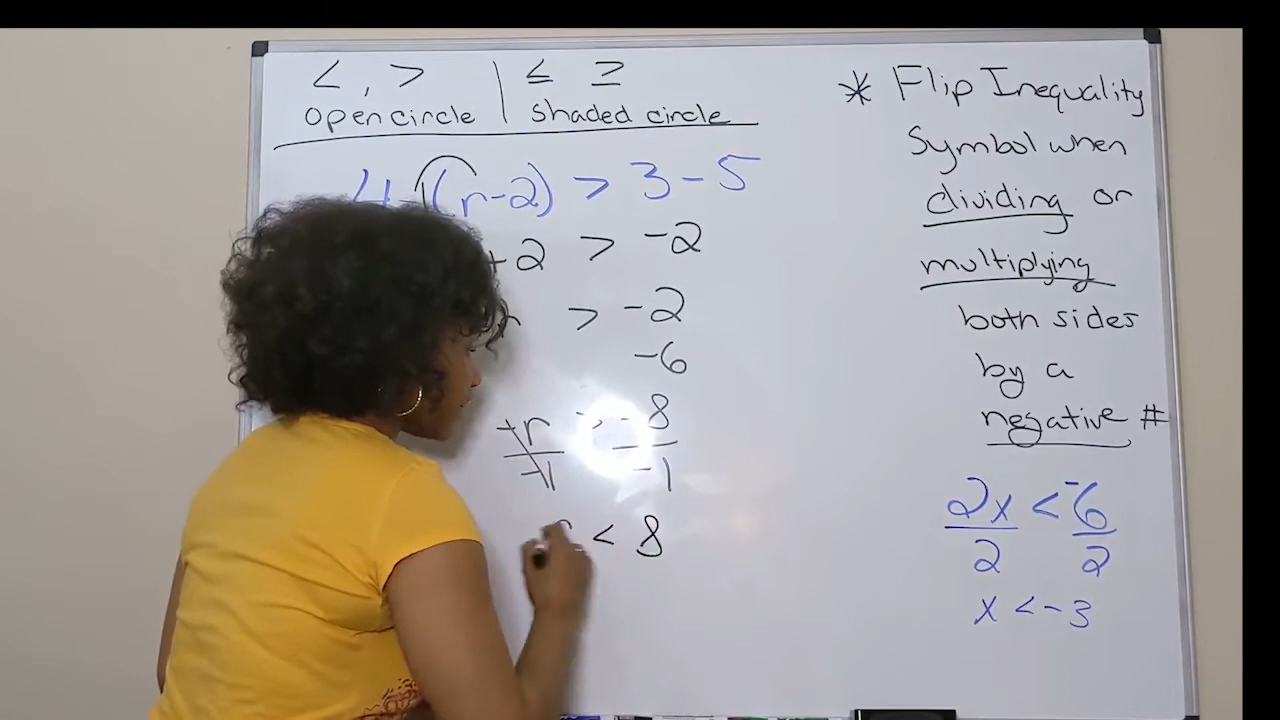 < , > | ≤ ≥
open circle | shaded circle
4-(r-2) > 3-5
+2 > -2
r > -2
-6
-r > -8
-1 -1
r < 8
* Flip Inequality
Symbol when
dividing or
multiplying
both sides
by a
negative #
2x < -6
2 2
x < -3